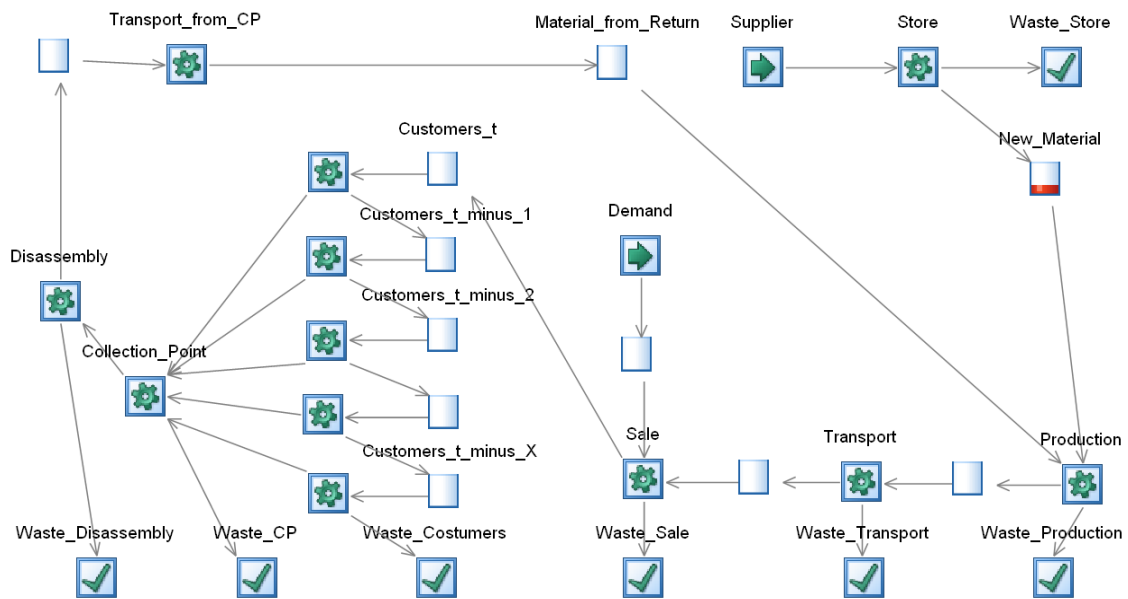 Transport_from_CP
Material_from_Return
Supplier
Store
Waste_Store
Customers_t
New_Material
Customers_t_minus_1
Demand
Disassembly
Customers_t_minus_2
Collection_Point
Customers_t_minus_X
Sale
Transport
Production
Waste_Disassembly
Waste_CP
Waste_Costumers
Waste_Sale
Waste_Transport
Waste_Production